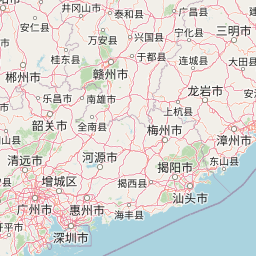 井冈山市
泰和县
宁化县
三明市
安仁县
万安县
兴国县
桂东县
于都县
大田县
郴州市
赣州市
连城县
乐昌市
南雄市
龙岩市
上杭县
韶关市
全南县
梅州市
漳州市
清远市
河源市
揭阳市
东山县
增城区
揭西县
汕头市
广州市
惠州市
海丰县
深圳市